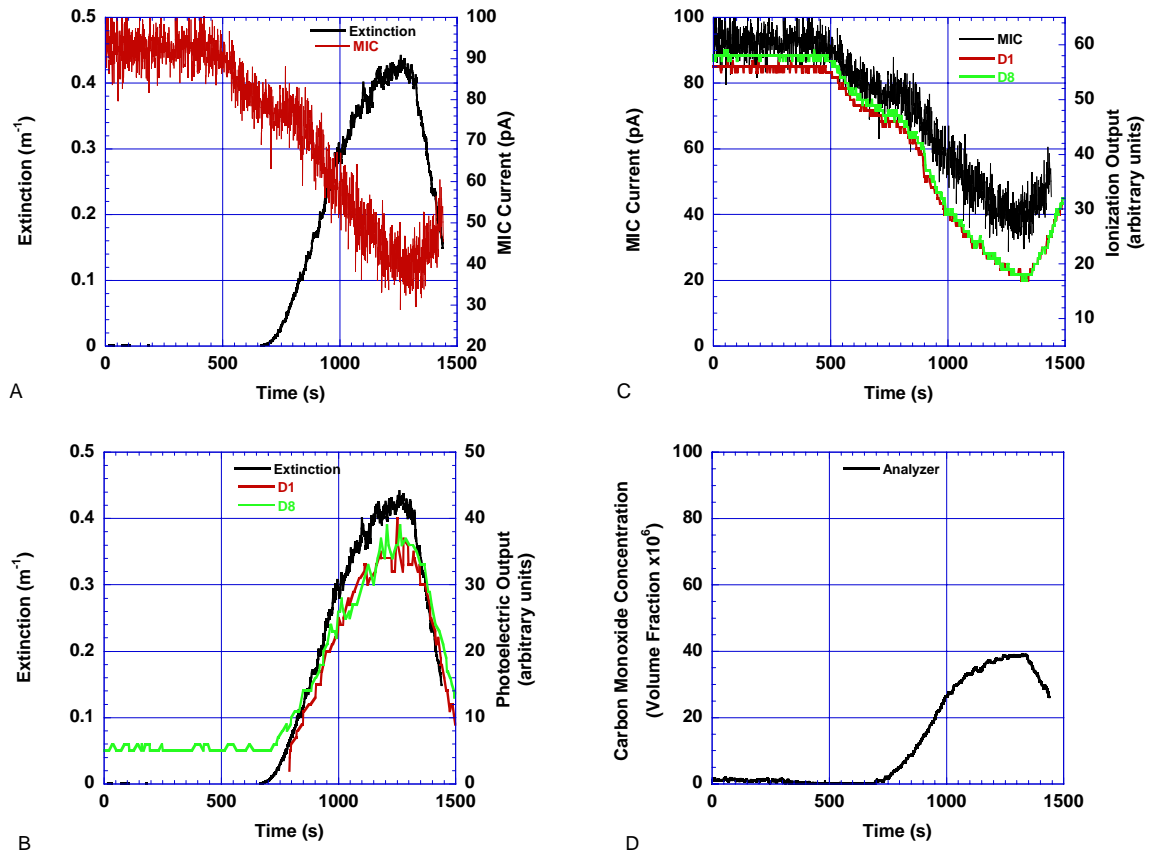 Extinction
MIC
0.5
0.4
0.3
0.2
0.1
0
100
90
80
70
60
50
40
30
20
Extinction (m-1)
MIC Current (pA)
0 500 1000 1500
Time (s)
A
MIC
D1
D8
100
80
60
40
20
0
60
50
40
30
20
10
MIC Current (pA)
Ionization Output
(arbitrary units)
0 500 1000 1500
Time (s)
C
Extinction
D1
D8
0.5
0.4
0.3
0.2
0.1
0
50
40
30
20
10
0
Extinction (m-1)
Photoelectric Output
(arbitrary units)
0 500 1000 1500
Time (s)
B
Analyzer
100
80
60
40
20
0
Carbon Monoxide Concentration
(Volume Fraction x10⁶)
0 500 1000 1500
Time (s)
D